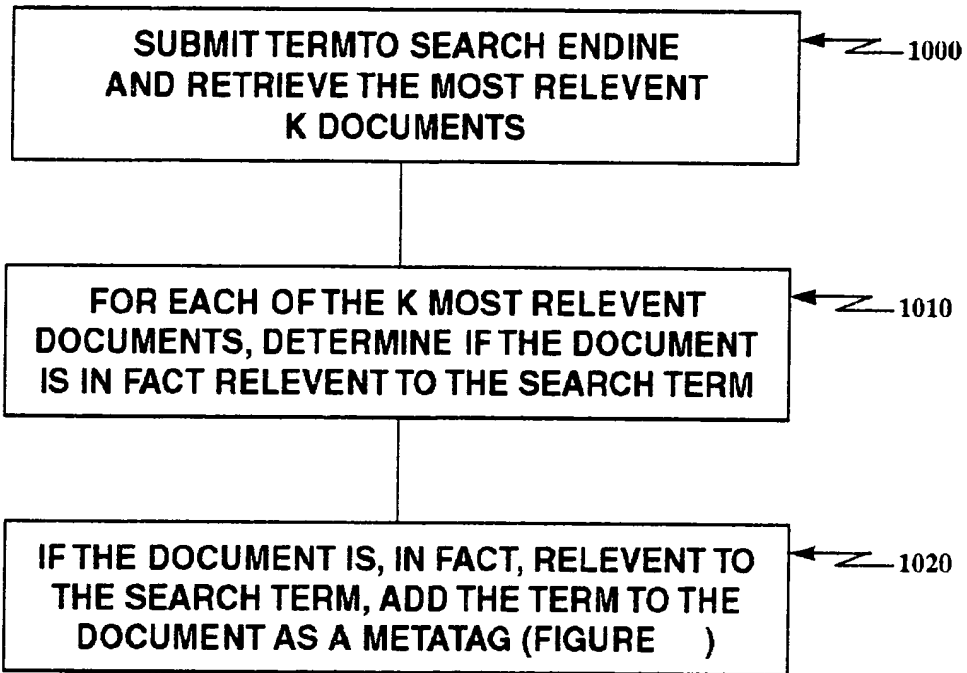 SUBMIT TERMTO SEARCH ENDINE
AND RETRIEVE THE MOST RELEVENT
K DOCUMENTS
1000
FOR EACH OF THE K MOST RELEVENT
DOCUMENTS, DETERMINE IF THE DOCUMENT
IS IN FACT RELEVENT TO THE SEARCH TERM
1010
IF THE DOCUMENT IS, IN FACT, RELEVENT TO
THE SEARCH TERM, ADD THE TERM TO THE
DOCUMENT AS A METATAG (FIGURE )
1020